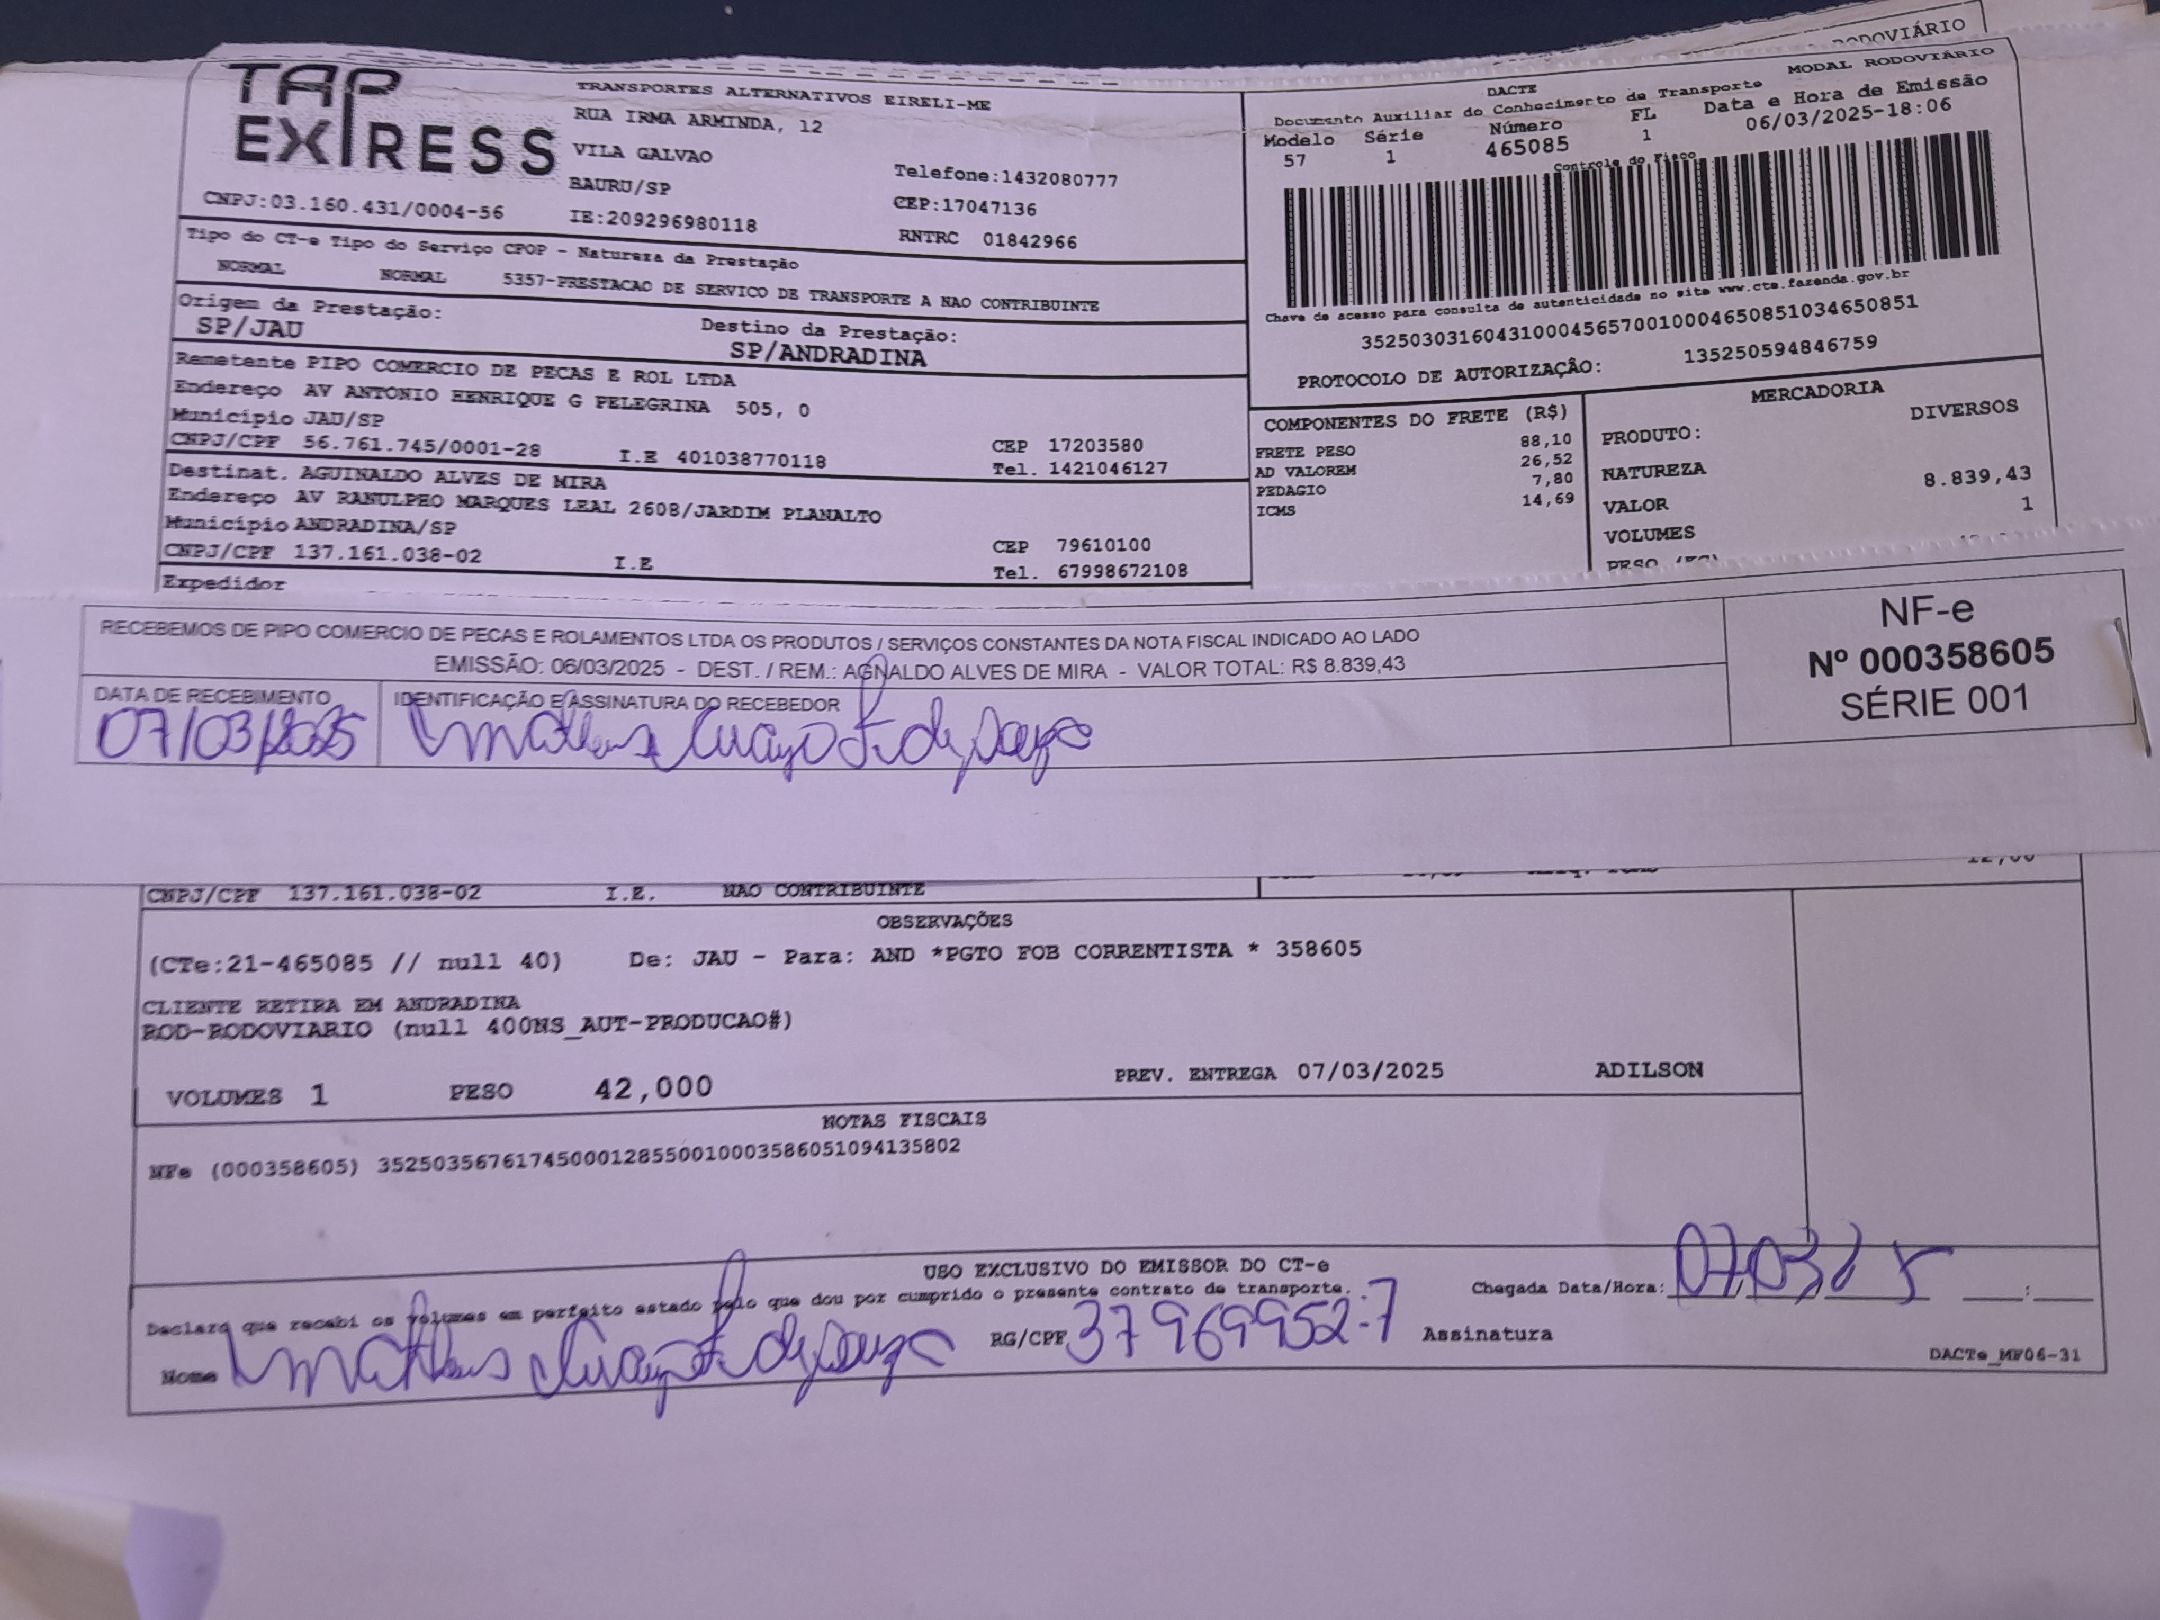 RODOVIÁRIO
TAP EXPRESS
TRANSPORTES ALTERNATIVOS EIRELI-ME
RUA IRMA ARMINDA, 12
VILA GALVAO
BAURU/SP
Telefone:1432080777
CEP:17047136
CNPJ:03.160.431/0004-56
IE:209296980118
RNTRC 01842966
DACTE
MODAL RODOVIÁRIO
Documento Auxiliar do Conhecimento de Transporte
Modelo Série Número FL Data e Hora de Emissão
57 1 465085 1 06/03/2025-18:06
Controle do Fisco
Chave de acesso para consulta de autenticidade no site www.cte.fazenda.gov.br
35250303160431000456570010004650851034650851
PROTOCOLO DE AUTORIZAÇÃO: 135250594846759
Tipo do CT-e Tipo do Serviço CFOP - Natureza da Prestação
NORMAL NORMAL 5357-PRESTACAO DE SERVICO DE TRANSPORTE A NAO CONTRIBUINTE
Origem da Prestação: Destino da Prestação:
SP/JAU SP/ANDRADINA
Remetente PIPO COMERCIO DE PECAS E ROL LTDA
Endereço AV ANTONIO HENRIQUE G PELEGRINA 505, 0
Município JAU/SP CEP 17203580
CNPJ/CPF 56.761.745/0001-28 I.E 401038770118 Tel. 1421046127
Destinat. AGUINALDO ALVES DE MIRA
Endereço AV RANULPHO MARQUES LEAL 2608/JARDIM PLANALTO
Município ANDRADINA/SP CEP 79610100
CNPJ/CPF 137.161.038-02 I.E Tel. 67998672108
Expedidor
COMPONENTES DO FRETE (R$)
FRETE PESO 88,10
AD VALOREM 26,52
PEDAGIO 7,80
ICMS 14,69
MERCADORIA
PRODUTO: DIVERSOS
NATUREZA
VALOR 8.839,43
VOLUMES 1
PESO (KG)
RECEBEMOS DE PIPO COMERCIO DE PECAS E ROLAMENTOS LTDA OS PRODUTOS / SERVIÇOS CONSTANTES DA NOTA FISCAL INDICADO AO LADO
EMISSÃO: 06/03/2025 - DEST. / REM.: AGNALDO ALVES DE MIRA - VALOR TOTAL: R$ 8.839,43
DATA DE RECEBIMENTO IDENTIFICAÇÃO E ASSINATURA DO RECEBEDOR
07/03/2025 Matheus
NF-e
Nº 000358605
SÉRIE 001
12,00
CNPJ/CPF 137.161.038-02 I.E. NAO CONTRIBUINTE
OBSERVAÇÕES
(CTe:21-465085 // null 40) De: JAU - Para: AND *PGTO FOB CORRENTISTA * 358605
CLIENTE RETIRA EM ANDRADINA
ROD-RODOVIARIO (null 400NS_AUT-PRODUCAO#)
VOLUMES 1 PESO 42,000 PREV. ENTREGA 07/03/2025 ADILSON
NOTAS FISCAIS
NFe (000358605) 35250356761745000128550010003586051094135802
USO EXCLUSIVO DO EMISSOR DO CT-e
Declaro que recebi os volumes em perfeito estado pelo que dou por cumprido o presente contrato de transporte. Chegada Data/Hora: 07/03/25 :
Nome Matheus RG/CPF 37969952-7 Assinatura
DACTe_MF06-31